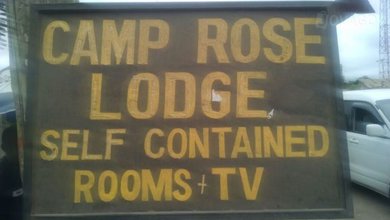 CAMP ROSE
LODGE
SELF CONTAINED
ROOMS + TV